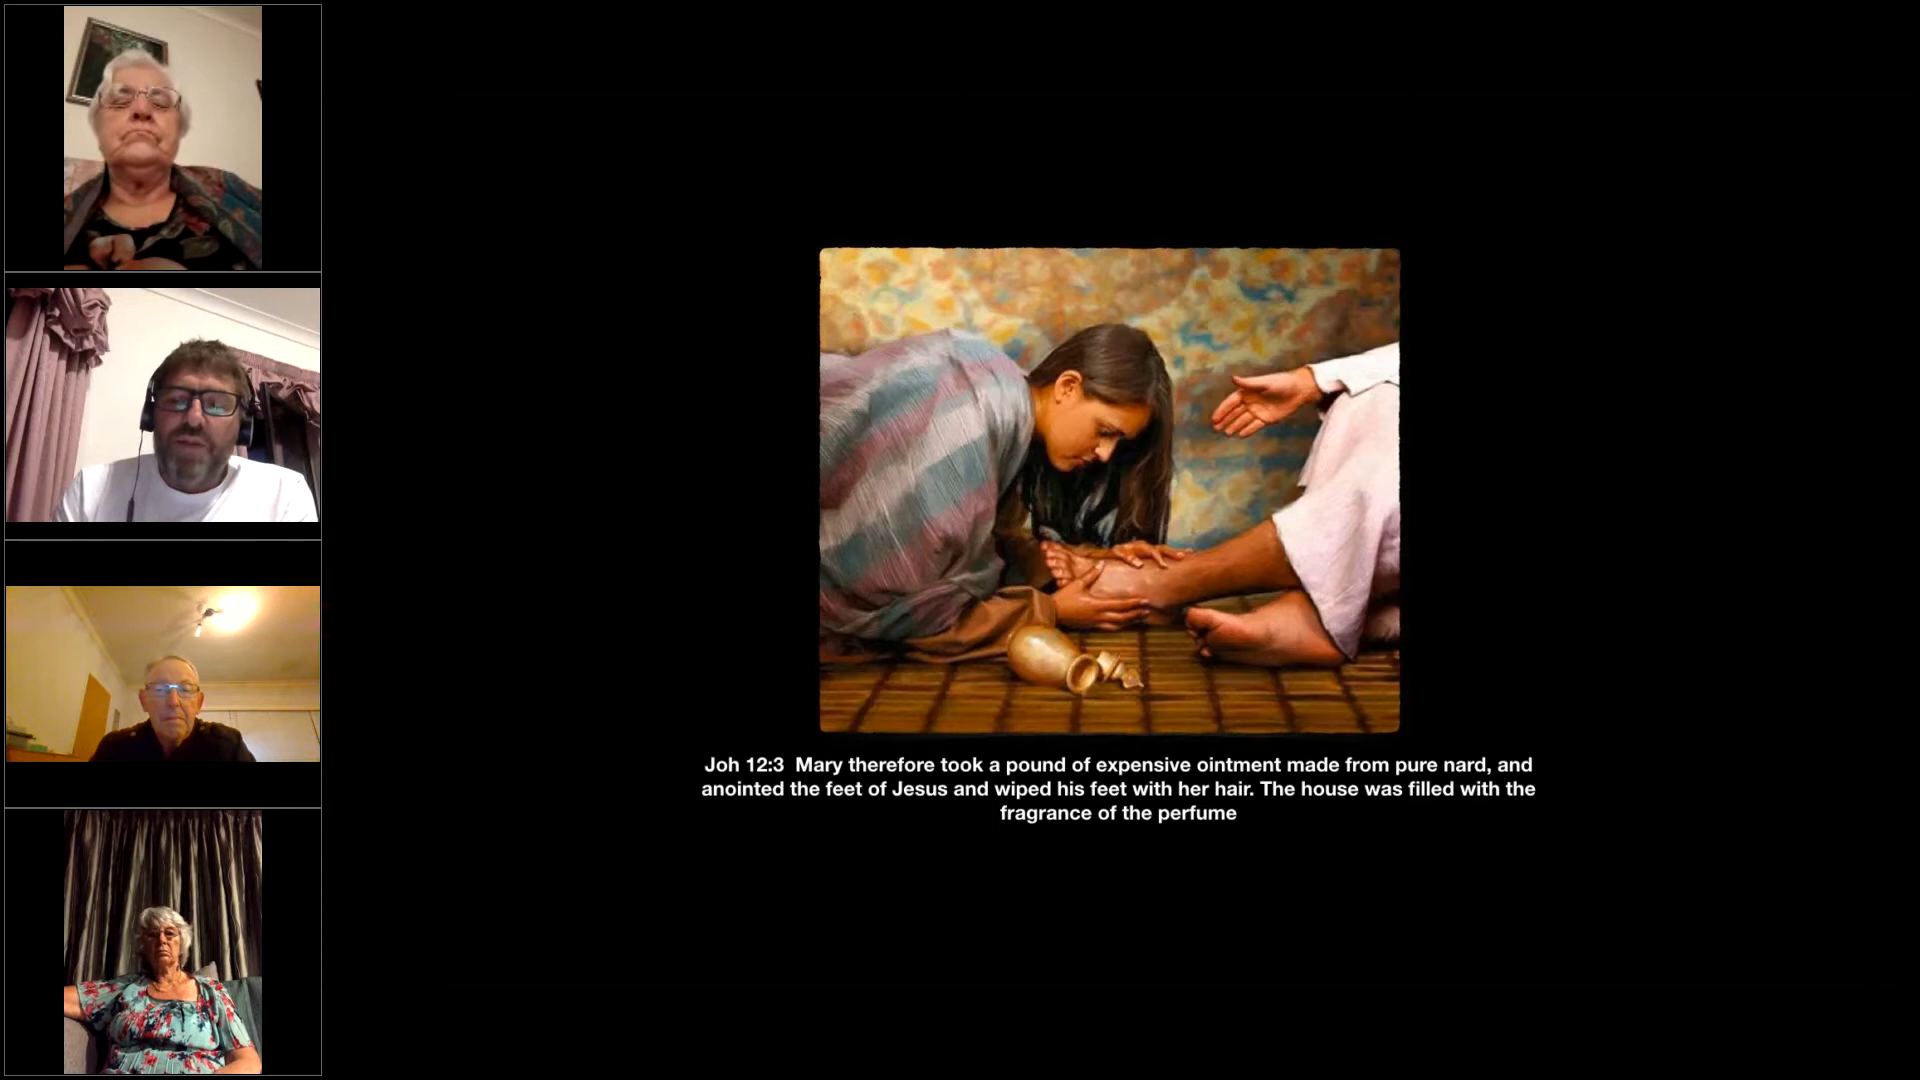 Joh 12:3  Mary therefore took a pound of expensive ointment made from pure nard, and
anointed the feet of Jesus and wiped his feet with her hair. The house was filled with the
fragrance of the perfume